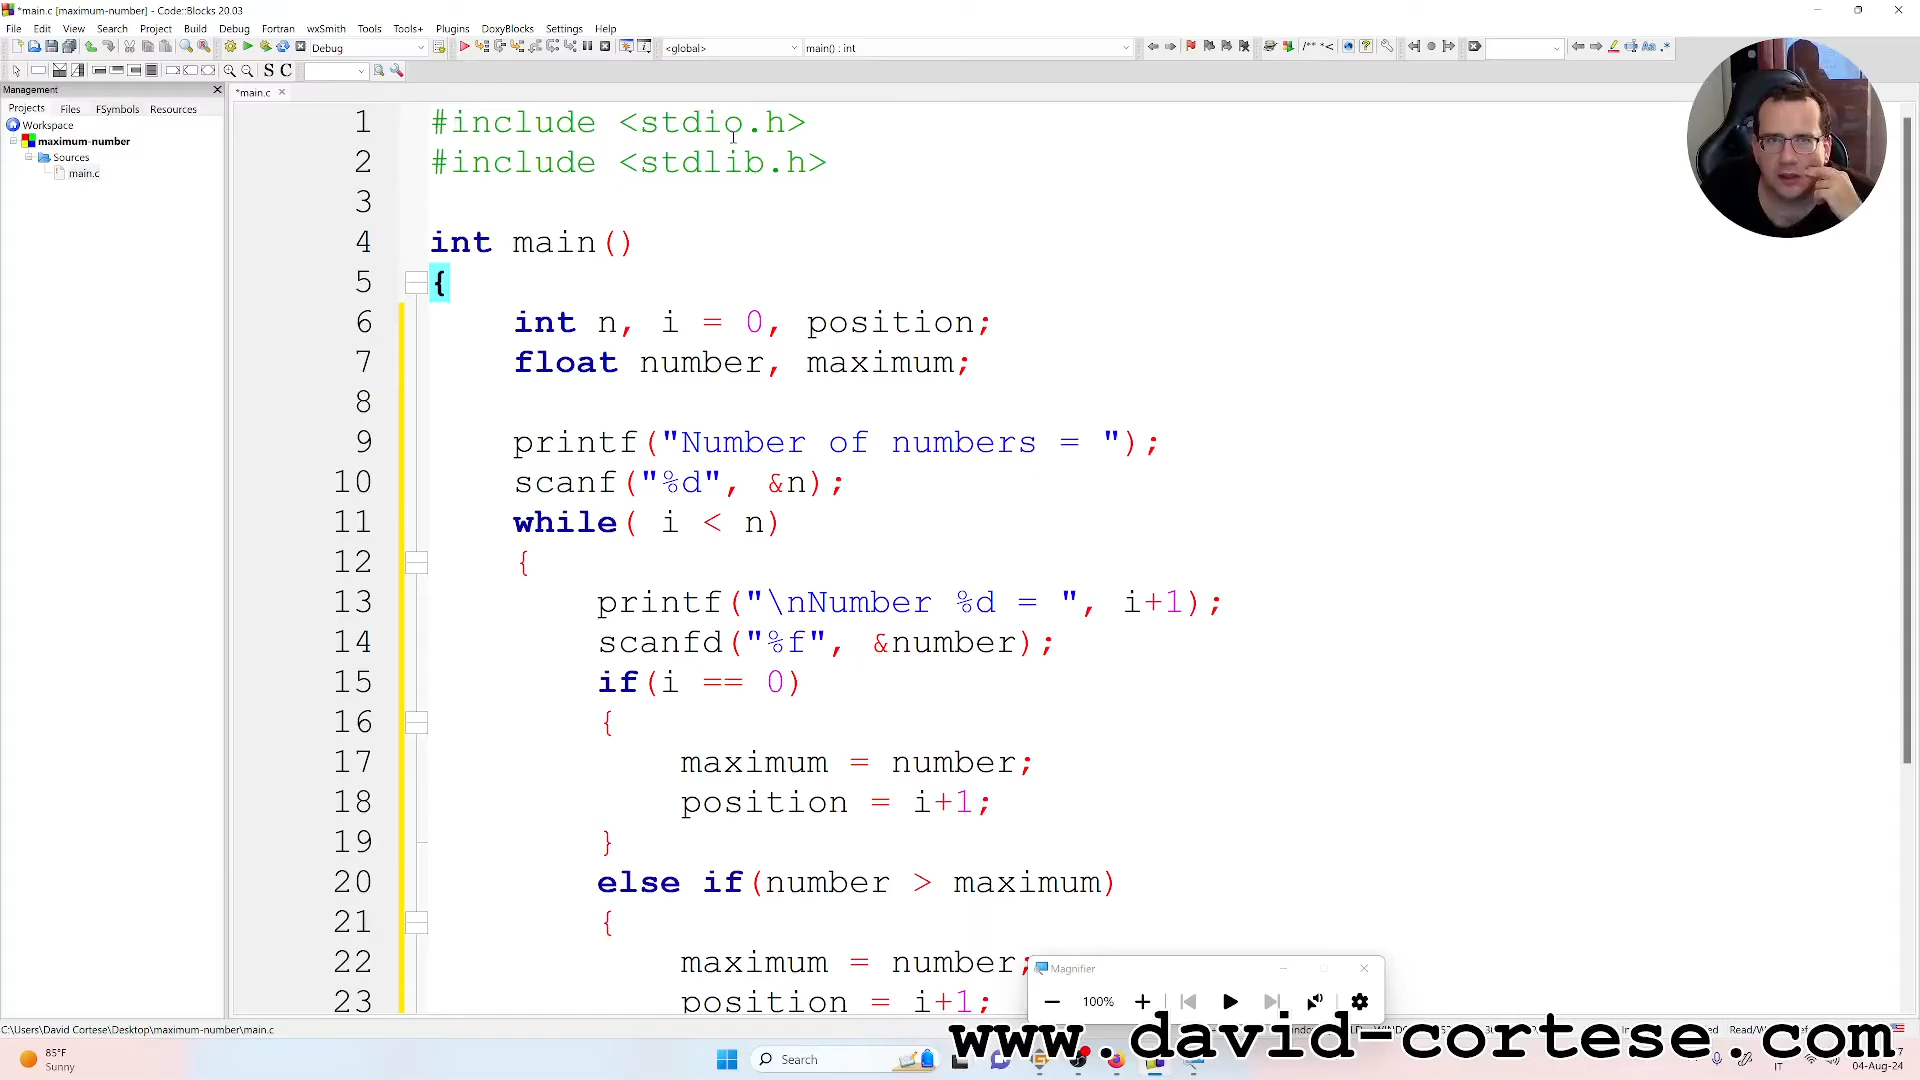 *main.c [maximum-number] - Code::Blocks 20.03
File Edit View Search Project Build Debug Fortran wxSmith Tools Tools+ Plugins DoxyBlocks Settings Help
Debug <global> main() : int
S C
Management
Projects Files FSymbols Resources
Workspace
maximum-number
Sources
main.c
*main.c
1 #include <stdio.h>
2 #include <stdlib.h>
3
4 int main()
5 {
6 int n, i = 0, position;
7 float number, maximum;
8
9 printf("Number of numbers = ");
10 scanf("%d", &n);
11 while( i < n)
12 {
13 printf("\nNumber %d = ", i+1);
14 scanfd("%f", &number);
15 if(i == 0)
16 {
17 maximum = number;
18 position = i+1;
19 }
20 else if(number > maximum)
21 {
22 maximum = number;
23 position = i+1;
Magnifier
100%
C:\Users\David Cortese\Desktop\maximum-number\main.c
www.david-cortese.com
85°F
Sunny
Search
IT
04-Aug-24